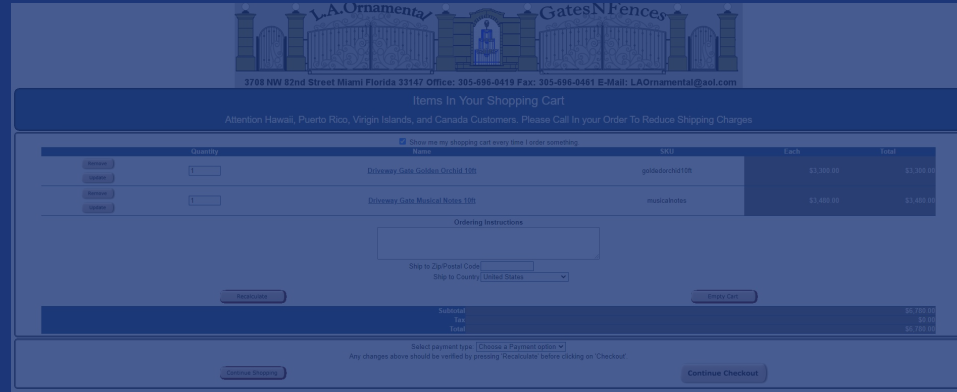 L.A.Ornamental GatesNFences
3708 NW 82nd Street Miami Florida 33147 Office: 305-696-0419 Fax: 305-696-0461 E-Mail: LAOrnamental@aol.com
Items In Your Shopping Cart
Attention Hawaii, Puerto Rico, Virigin Islands, and Canada Customers. Please Call In your Order To Reduce Shipping Charges
Show me my shopping cart every time I order something
Quantity Name SKU Each Total
Remove
Update
1 Driveway Gate Golden Orchid 10ft goldedorchid10ft $3,300.00 $3,300.00
Remove
Update
1 Driveway Gate Musical Notes 10ft musicalnotes $3,480.00 $3,480.00
Ordering Instructions
Ship to Zip/Postal Code
Ship to Country United States
Recalculate Empty Cart
Subtotal $6,780.00
Tax $0.00
Total $6,780.00
Select payment type: Choose a Payment option
Any changes above should be verified by pressing 'Recalculate' before clicking on 'Checkout'
Continue Shopping Continue Checkout